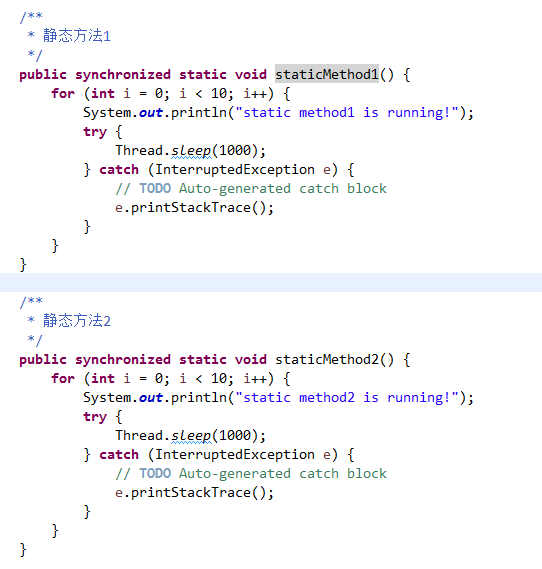 /**
 * 静态方法1
 */
public synchronized static void staticMethod1() {
    for (int i = 0; i < 10; i++) {
        System.out.println("static method1 is running!");
        try {
            Thread.sleep(1000);
        } catch (InterruptedException e) {
            // TODO Auto-generated catch block
            e.printStackTrace();
        }
    }
}
/**
 * 静态方法2
 */
public synchronized static void staticMethod2() {
    for (int i = 0; i < 10; i++) {
        System.out.println("static method2 is running!");
        try {
            Thread.sleep(1000);
        } catch (InterruptedException e) {
            // TODO Auto-generated catch block
            e.printStackTrace();
        }
    }
}